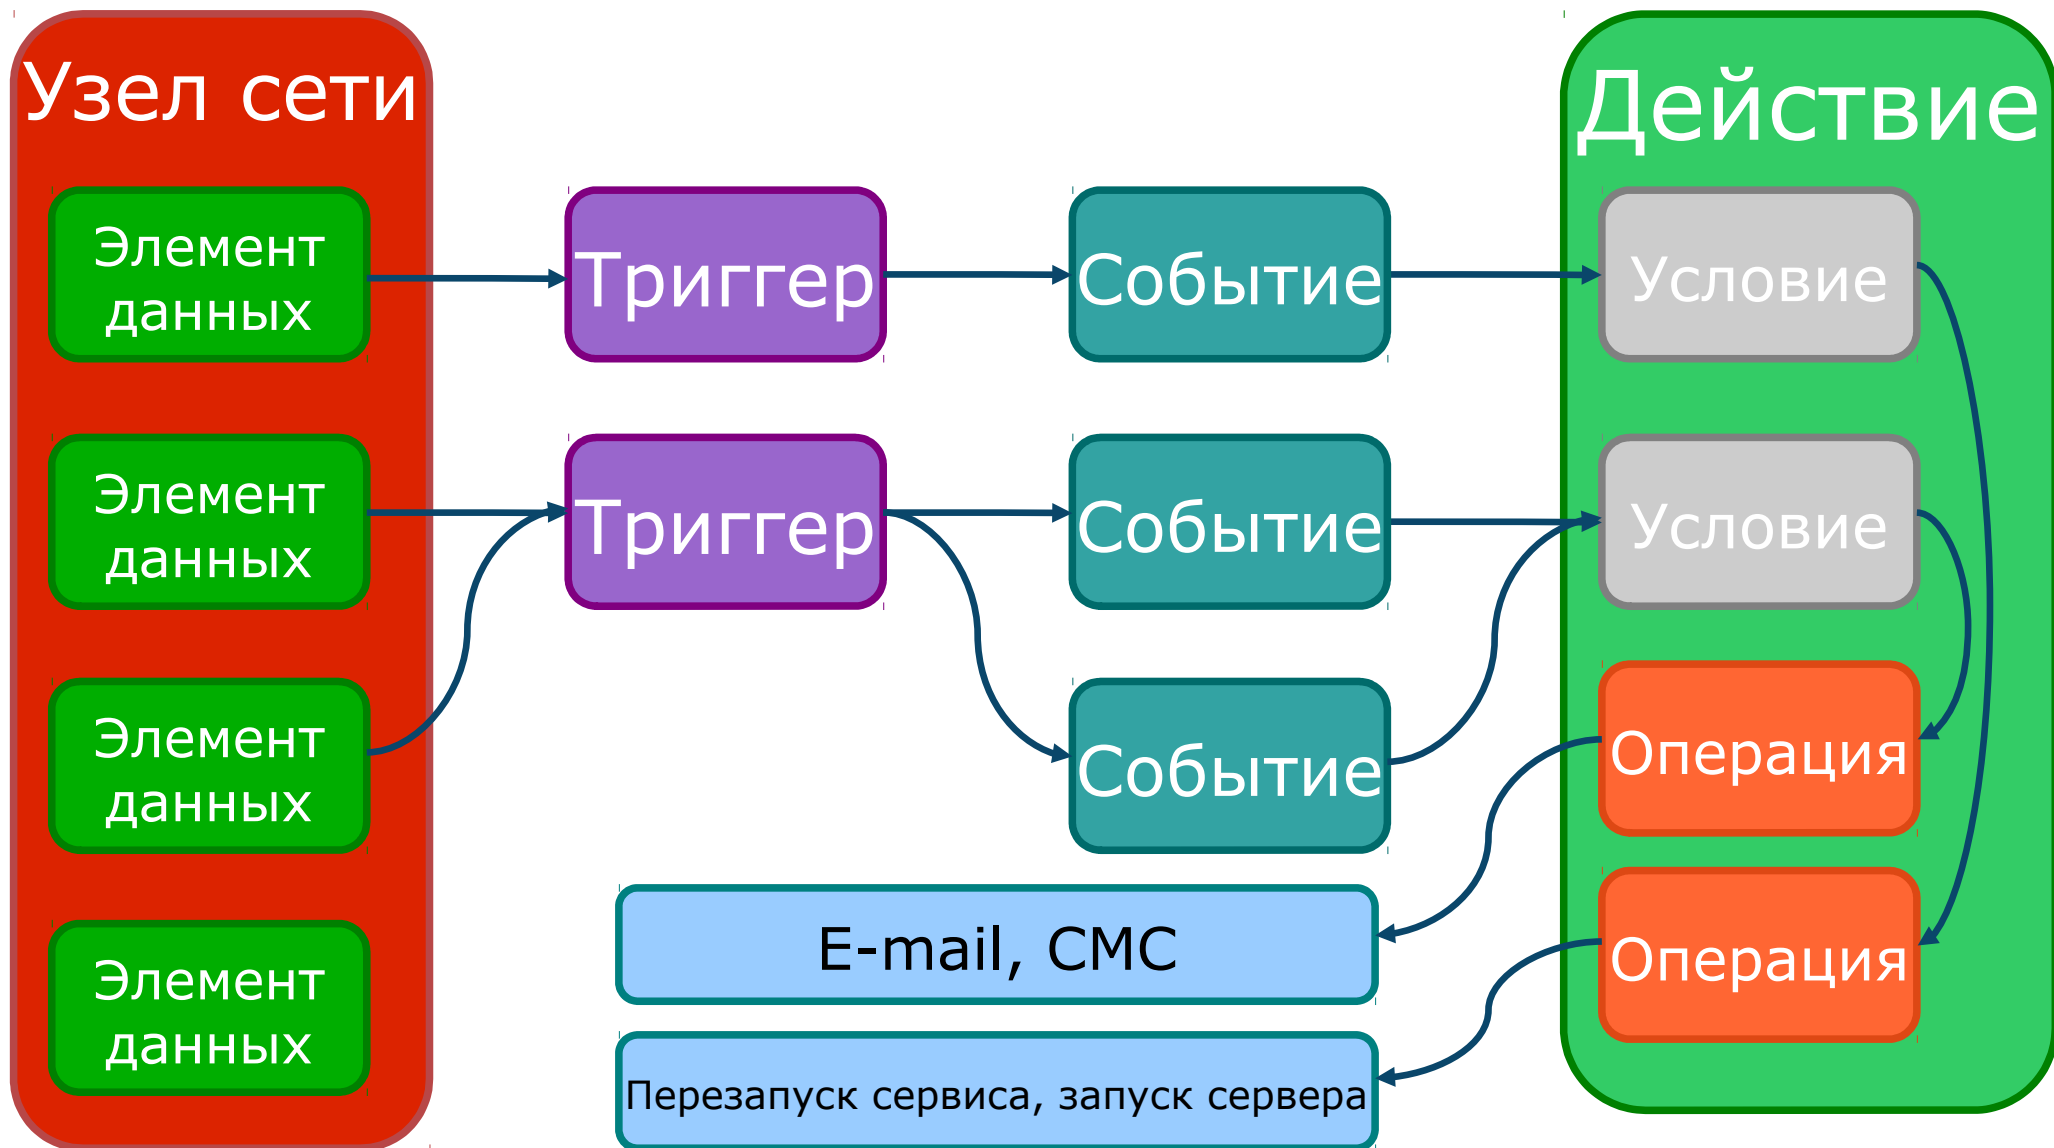 Узел сети
Действие
Элемент
данных
Триггер
Событие
Условие
Элемент
данных
Триггер
Событие
Условие
Элемент
данных
Событие
Операция
E-mail, СМС
Операция
Элемент
данных
Перезапуск сервиса, запуск сервера